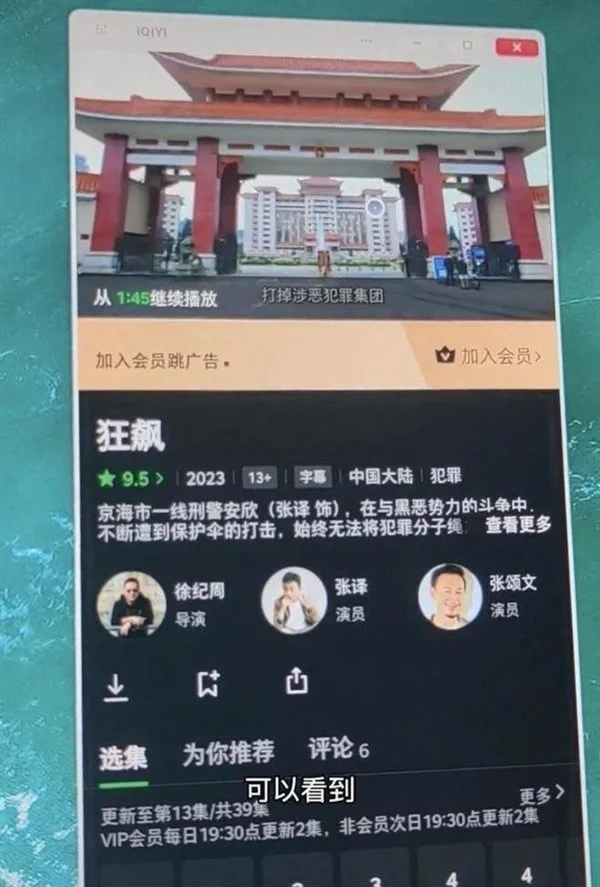 iQIYI
从 1:45继续播放
打掉涉恶犯罪集团
加入会员跳广告。
加入会员>
狂飙
9.5 > 2023 13+ 字幕 中国大陆 犯罪
京海市一线刑警安欣（张译 饰），在与黑恶势力的斗争中，
不断遭到保护伞的打击，始终无法将犯罪分子绳 查看更多
徐纪周
导演
张译
演员
张颂文
演员
选集 为你推荐 评论 6
可以看到
更新至第13集/共39集
更多 >
VIP会员每日19:30点更新2集，非会员次日19:30点更新2集